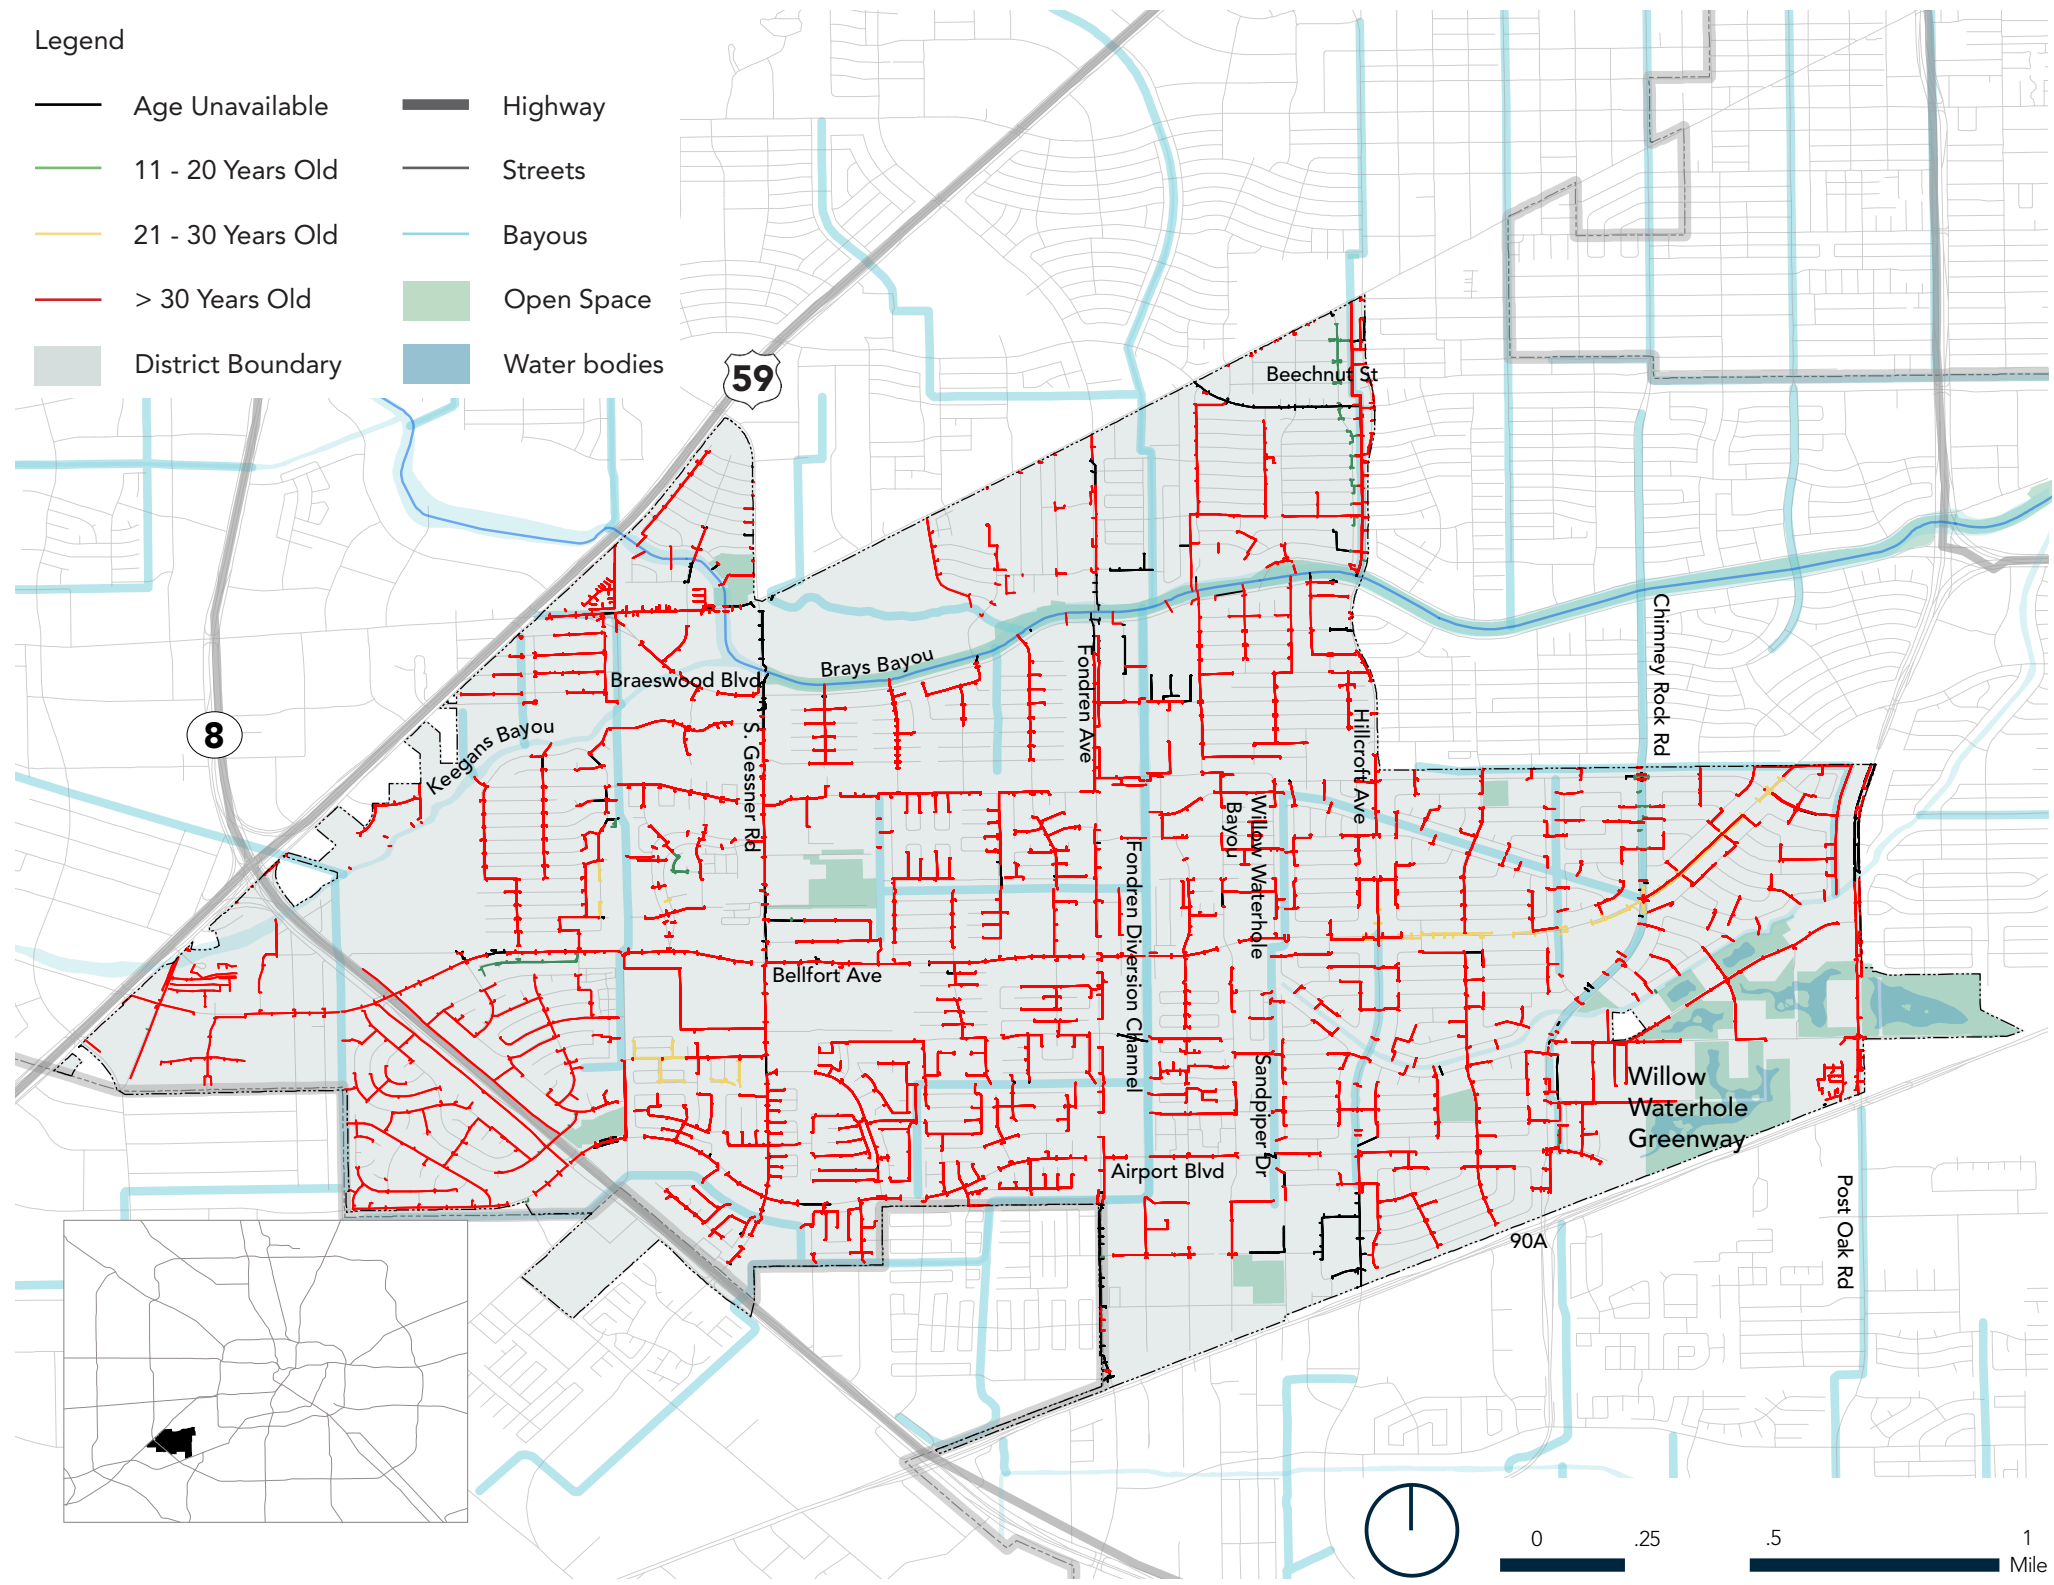 Legend
Age Unavailable
Highway
11 - 20 Years Old
Streets
21 - 30 Years Old
Bayous
> 30 Years Old
Open Space
District Boundary
Water bodies
59
Beechnut St
Chimney Rock Rd
Brays Bayou
Braeswood Blvd
Fondren Ave
8
Keegans Bayou
S. Gessner Rd
Hillcroft Ave
Willow Waterhole
Bayou
Fondren Diversion Channel
Bellfort Ave
Sandpiper Dr
Willow
Waterhole
Greenway
Airport Blvd
Post Oak Rd
90A
0 .25 .5 1
Mile